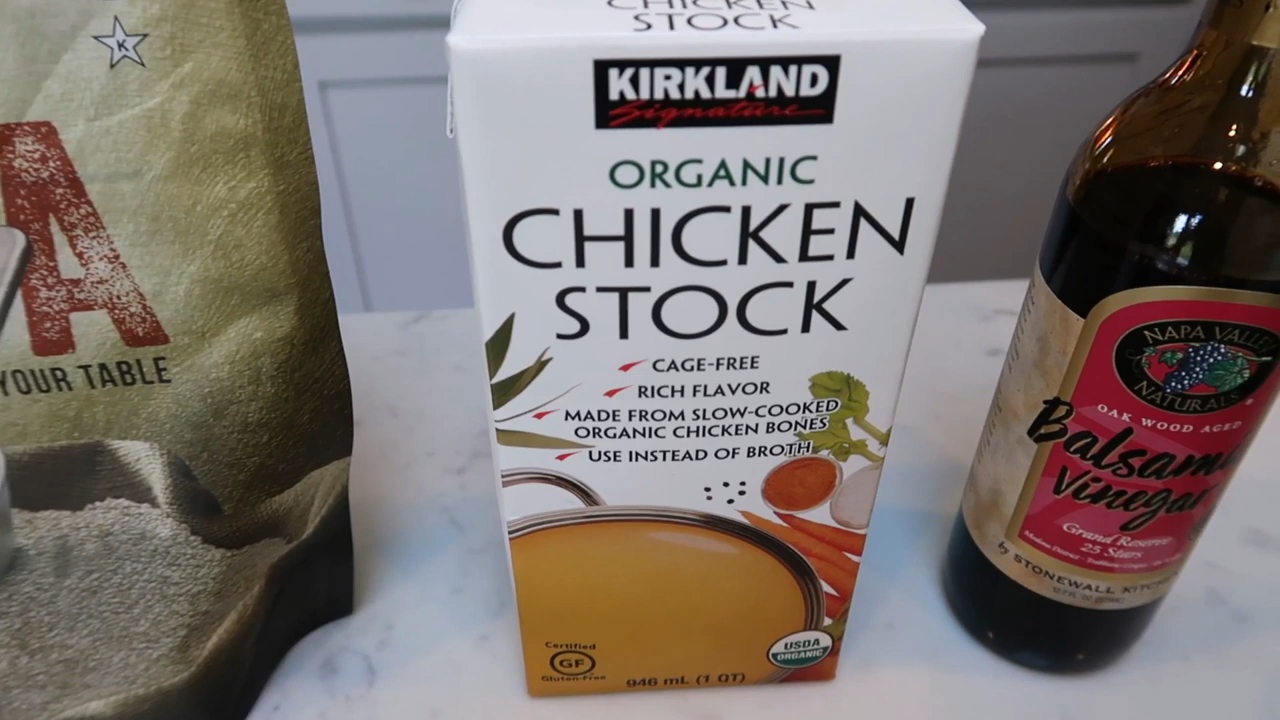 K
A
YOUR TABLE
CHICKEN
STOCK
KIRKLAND
Signature
ORGANIC
CHICKEN
STOCK
CAGE-FREE
RICH FLAVOR
MADE FROM SLOW-COOKED
ORGANIC CHICKEN BONES
USE INSTEAD OF BROTH
Certified
GF
Gluten-Free
USDA
ORGANIC
946 mL (1 QT)
NAPA VALLEY
NATURALS
OAK WOOD AGED
Balsam
Vinegar
Grand Reserve
25 Stars
by STONEWALL KITCHEN